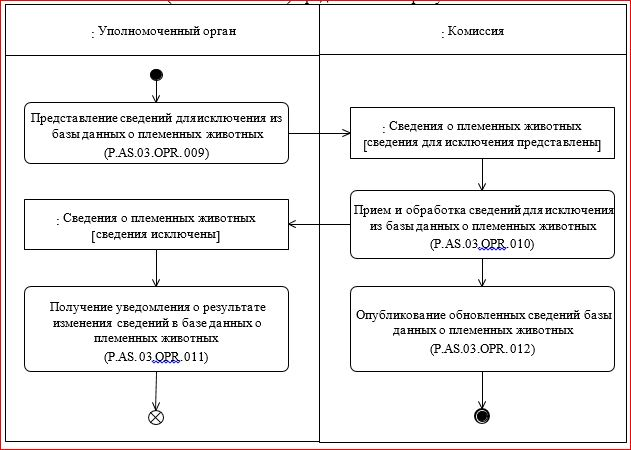 : Уполномоченный орган
: Комиссия
Представление сведений для исключения из
базы данных о племенных животных
(P.AS.03.OPR. 009)
: Сведения о племенных животных
[сведения для исключения представлены]
Прием и обработка сведений для исключения
из базы данных о племенных животных
(P.AS.03.OPR. 010)
: Сведения о племенных животных
[сведения исключены]
Получение уведомления о результате
изменения сведений в базе данных о
племенных животных
(P.AS. 03.OPR. 011)
Опубликование обновленных сведений базы
данных о племенных животных
(P.AS.03.OPR. 012)